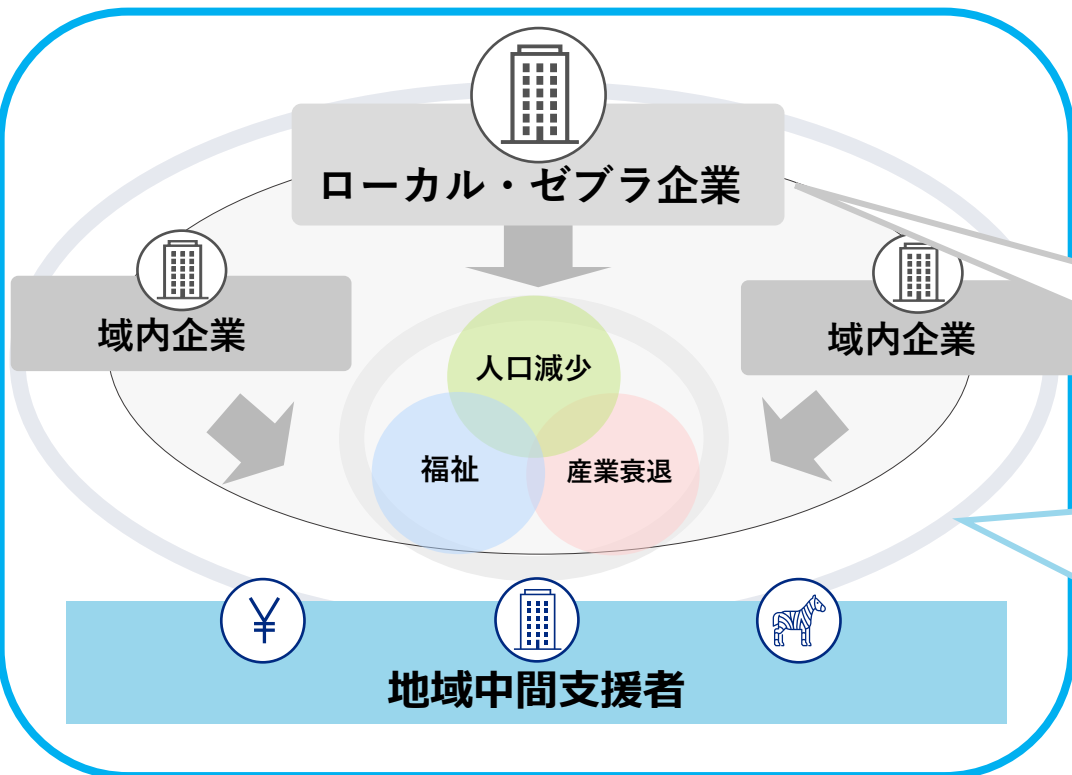 ローカル・ゼブラ企業
域内企業
域内企業
人口減少
福祉
産業衰退
¥
地域中間支援者